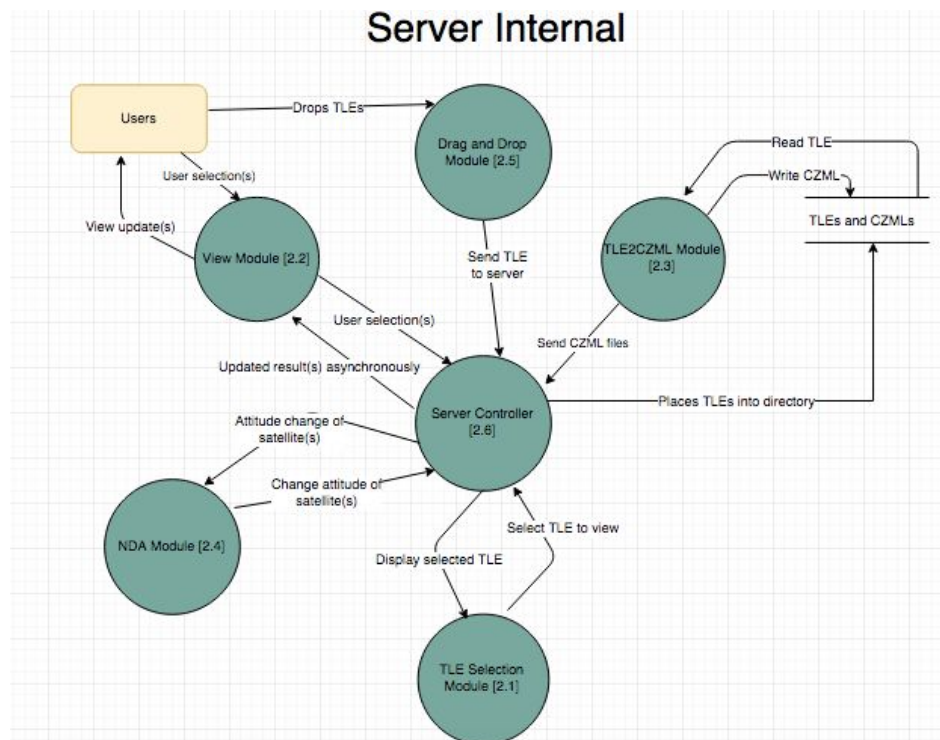 Server Internal
Users
Drops TLEs
Drag and Drop
Module [2.5]
Read TLE
Write CZML
TLEs and CZMLs
User selection(s)
View update(s)
View Module [2.2]
Send TLE
to server
TLE2CZML Module
[2.3]
User selection(s)
Send CZML files
Updated result(s) asynchronously
Server Controller
[2.6]
Places TLEs into directory
Attitude change of
satellite(s)
Change attitude of
satellite(s)
NDA Module [2.4]
Select TLE to view
Display selected TLE
TLE Selection
Module [2.1]